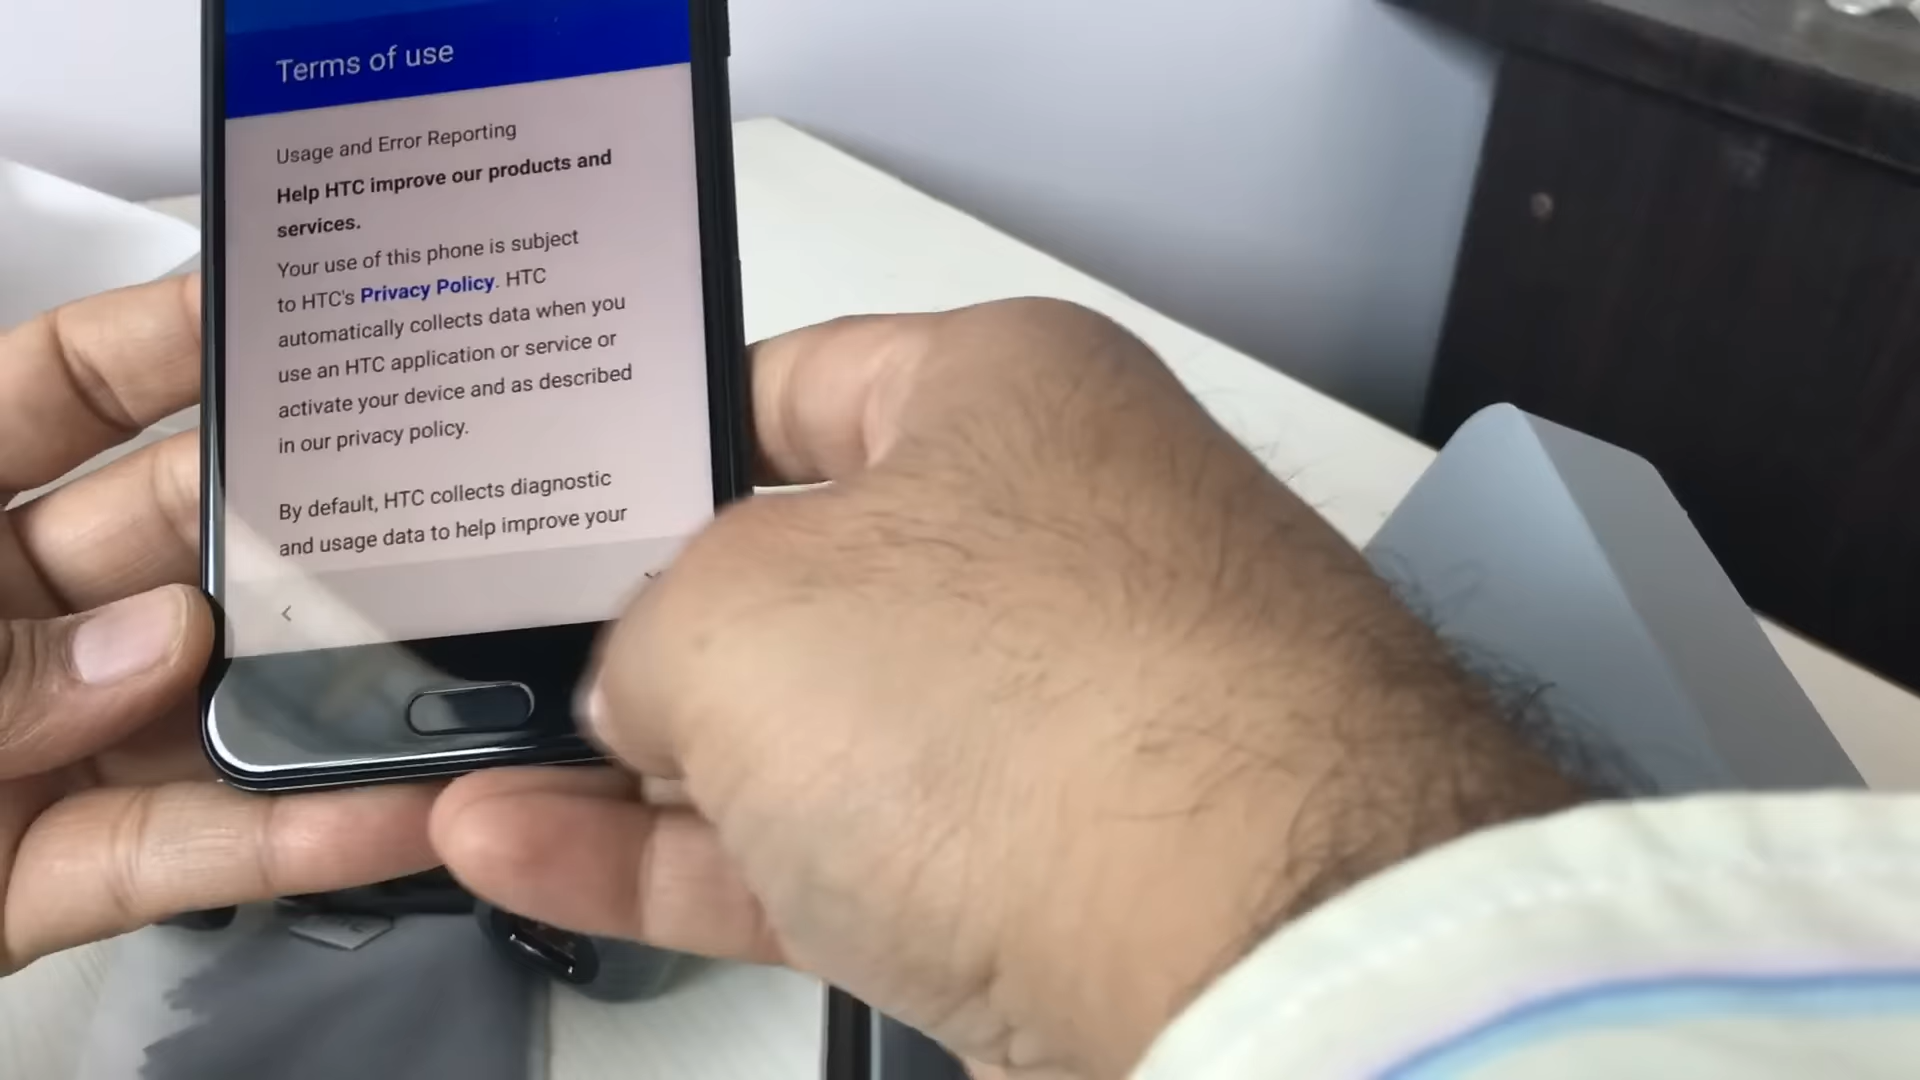 Terms of use
Usage and Error Reporting
Help HTC improve our products and
services.
Your use of this phone is subject
to HTC's Privacy Policy. HTC
automatically collects data when you
use an HTC application or service or
activate your device and as described
in our privacy policy.
By default, HTC collects diagnostic
and usage data to help improve your